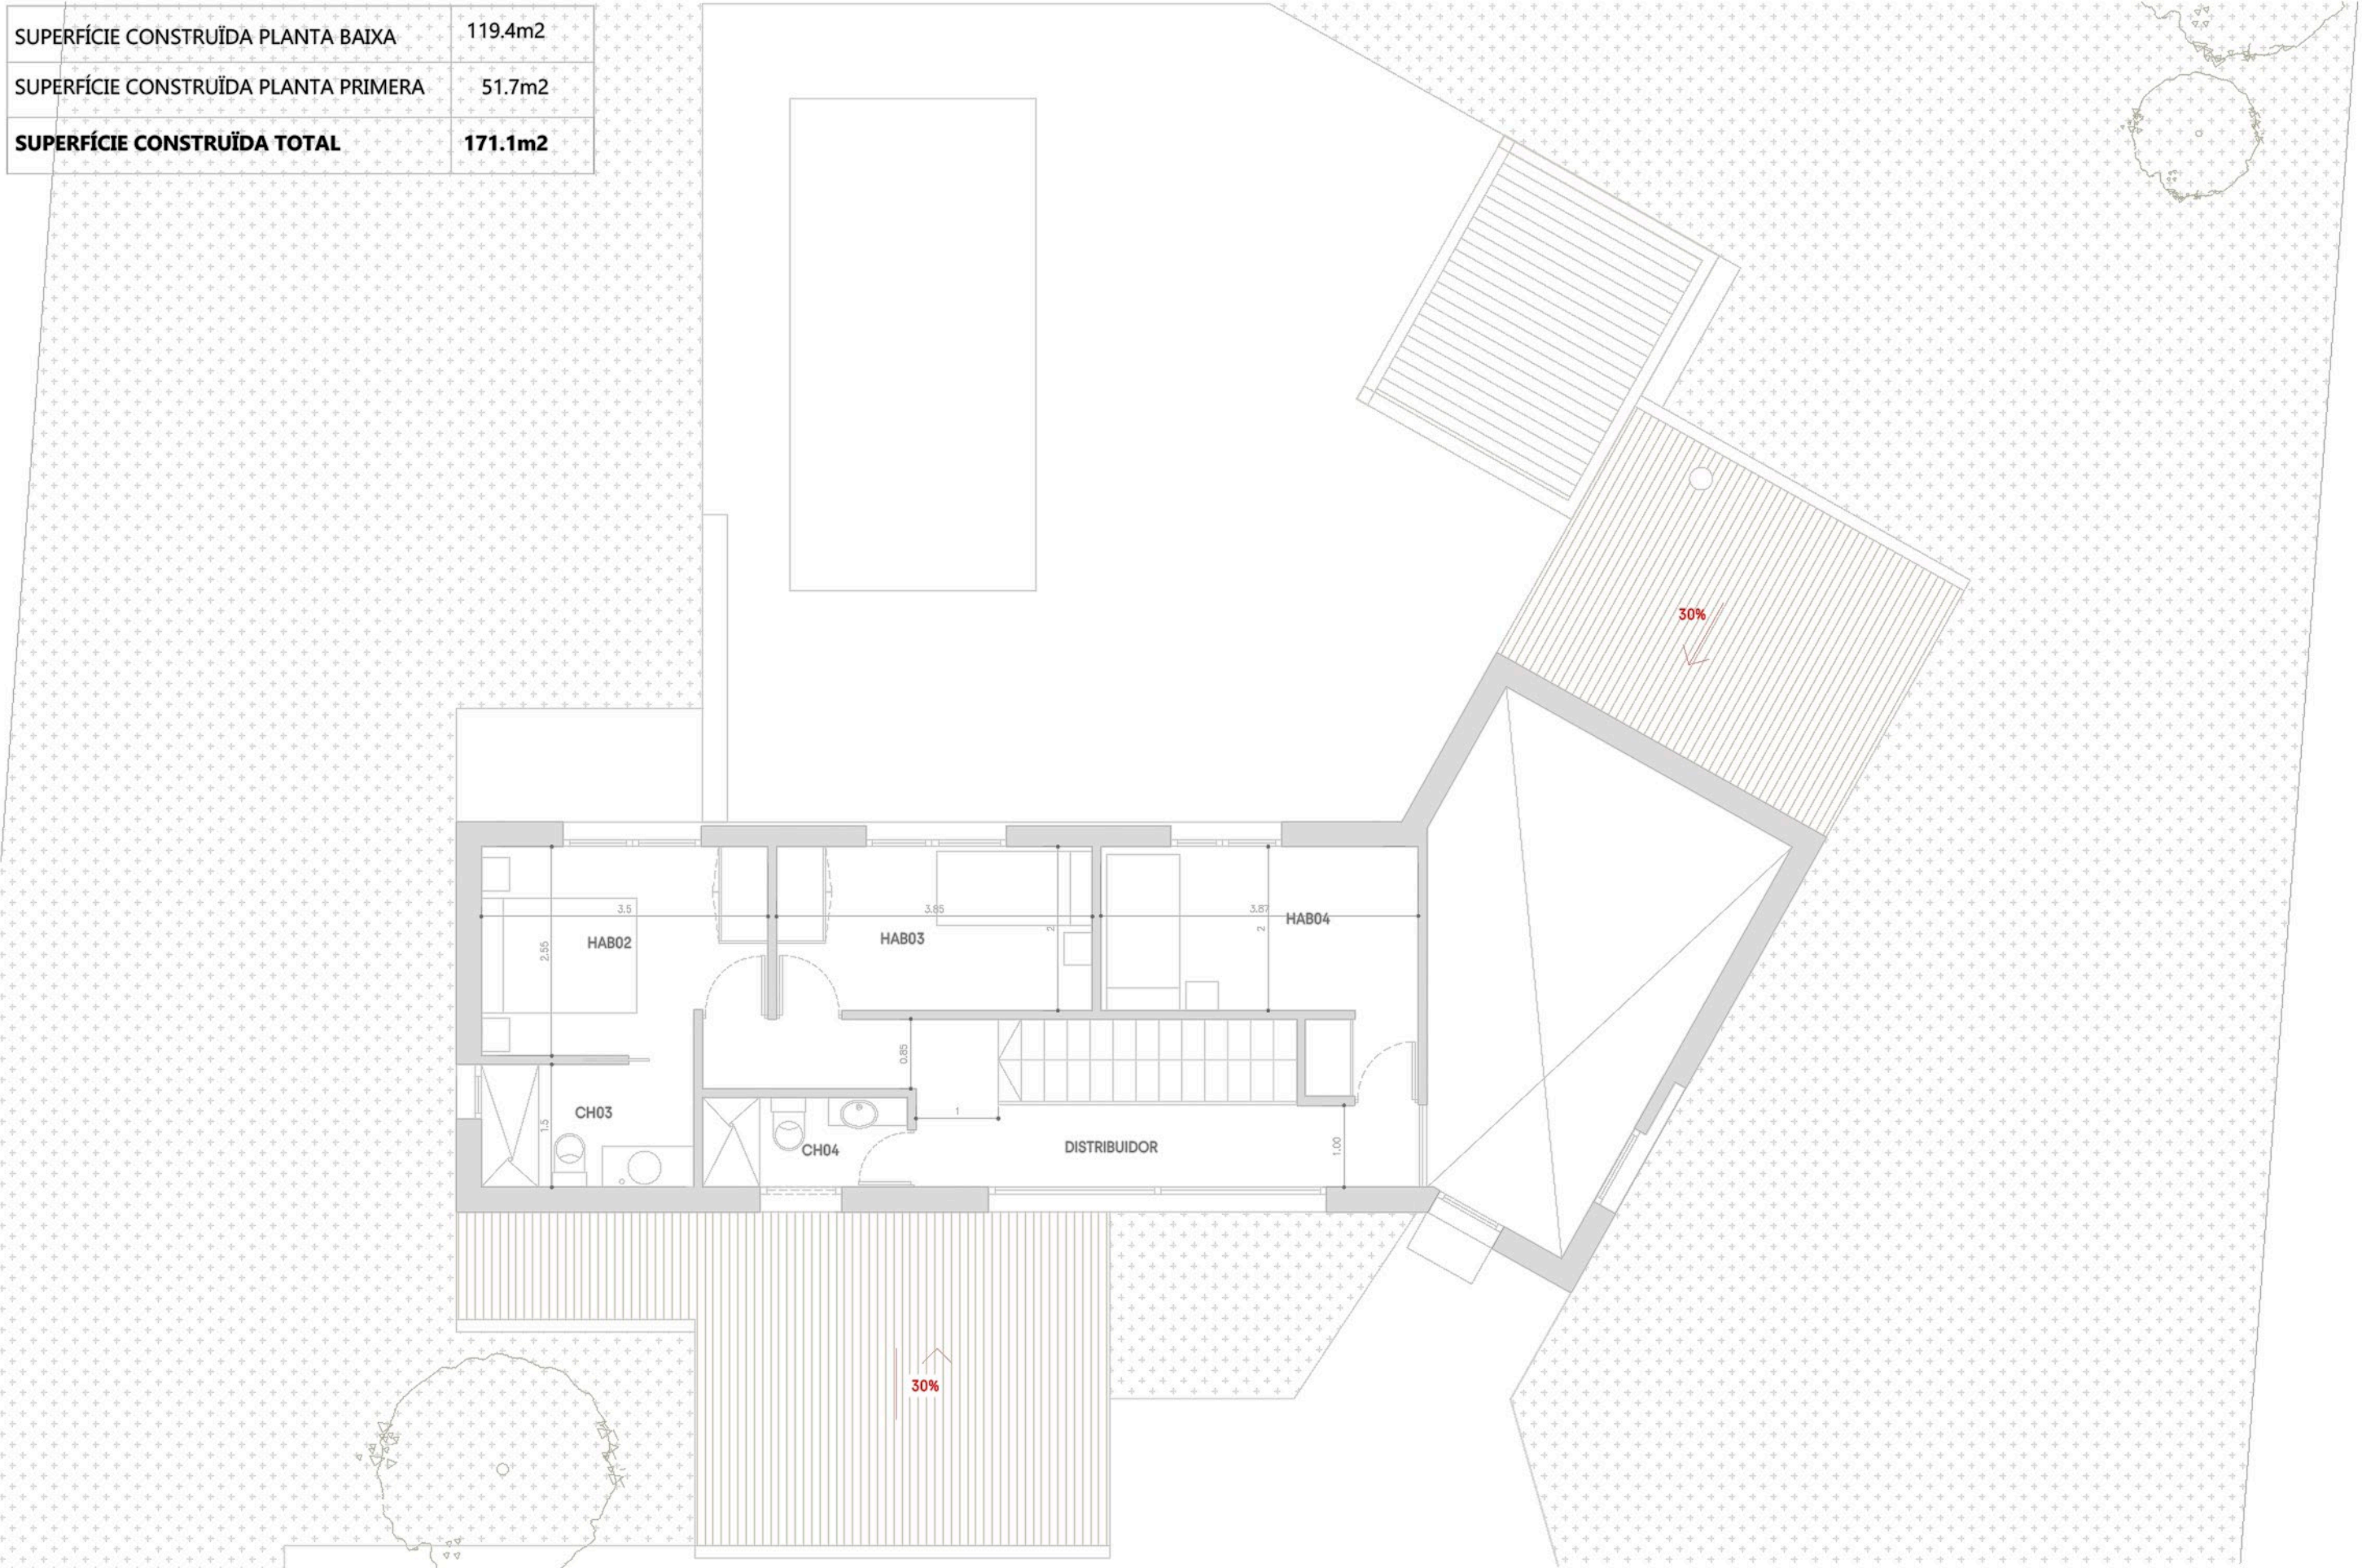 SUPERFÍCIE CONSTRUÏDA PLANTA BAIXA 119.4m2
SUPERFÍCIE CONSTRUÏDA PLANTA PRIMERA 51.7m2
SUPERFÍCIE CONSTRUÏDA TOTAL 171.1m2
30%
3.5
3.85
3.87
HAB02
HAB03
HAB04
2.55
2
2
0.85
CH03
1.5
CH04
1
DISTRIBUIDOR
1.00
30%